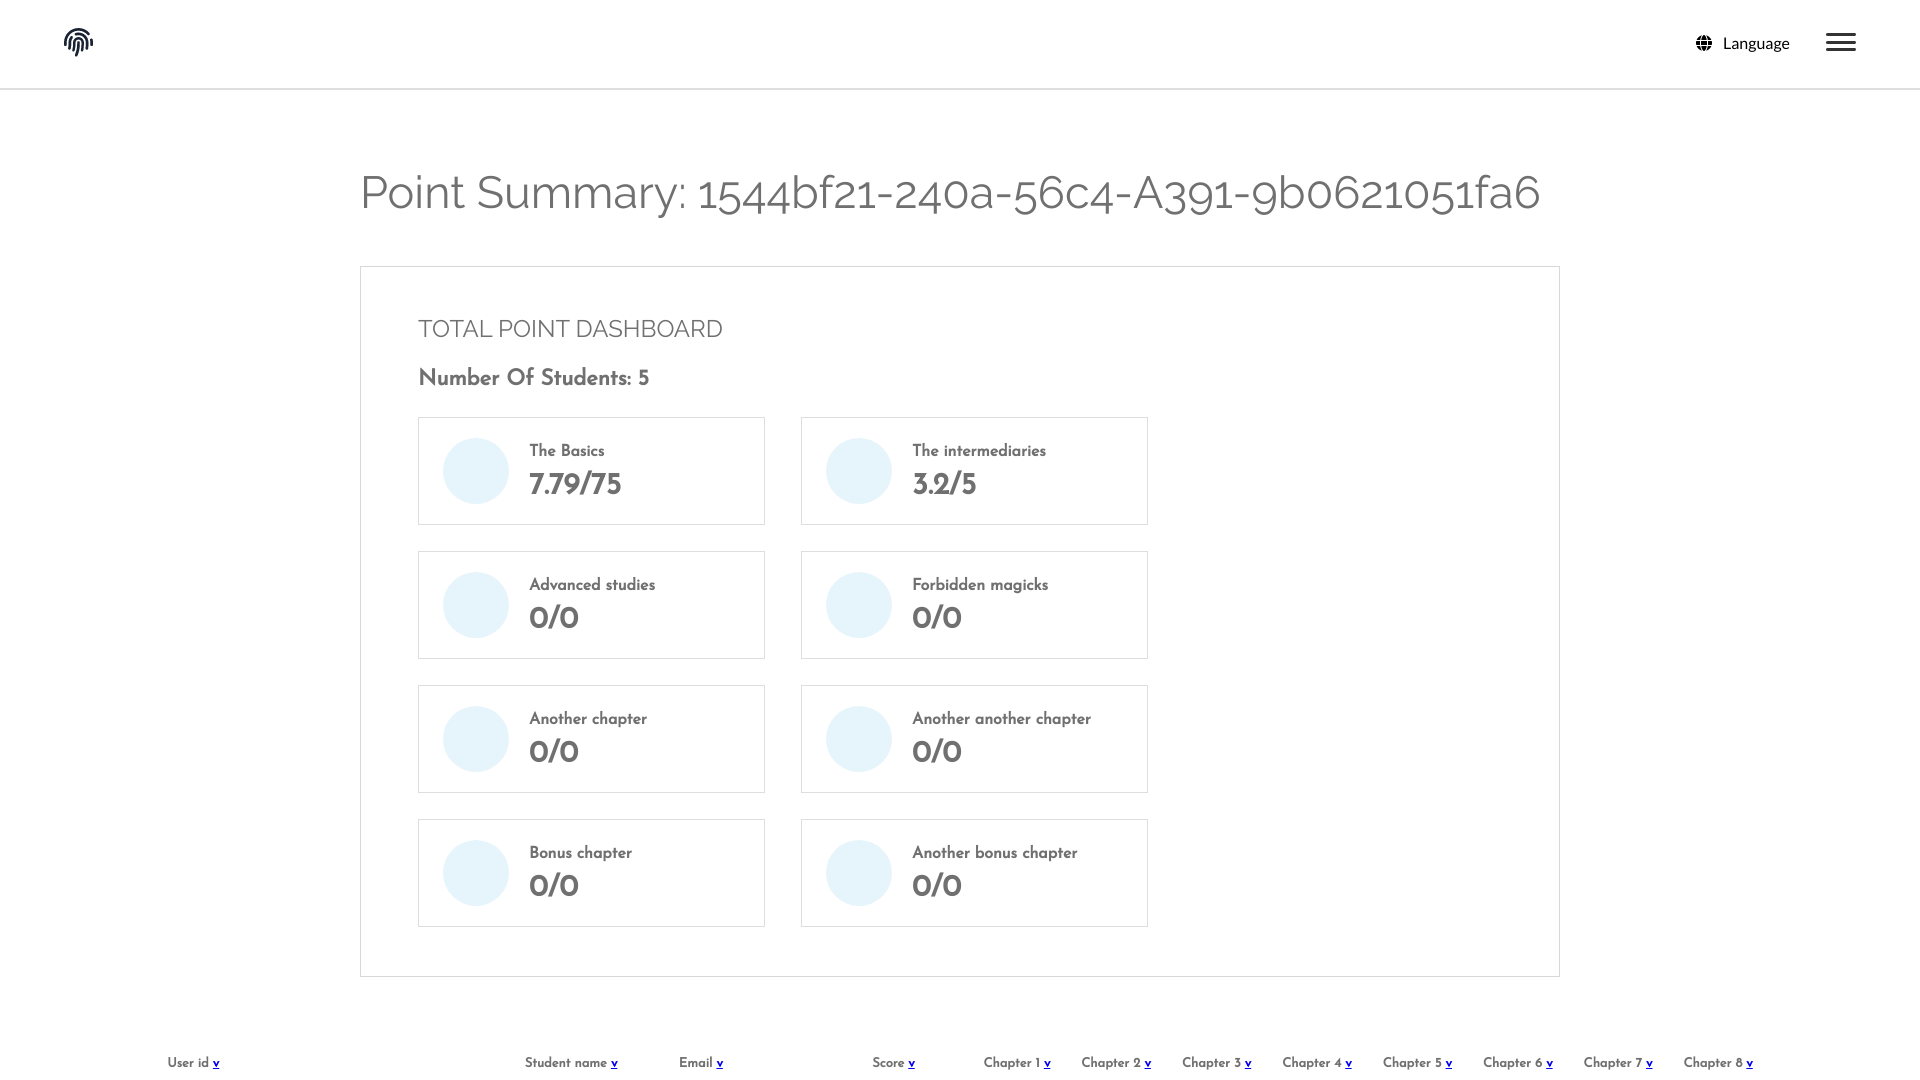 Language
Point Summary: 1544bf21-240a-56c4-A391-9b0621051fa6
TOTAL POINT DASHBOARD
Number Of Students: 5
The Basics
7.79/75
The intermediaries
3.2/5
Advanced studies
0/0
Forbidden magicks
0/0
Another chapter
0/0
Another another chapter
0/0
Bonus chapter
0/0
Another bonus chapter
0/0
User id v Student name v Email v Score v Chapter 1 v Chapter 2 v Chapter 3 v Chapter 4 v Chapter 5 v Chapter 6 v Chapter 7 v Chapter 8 v